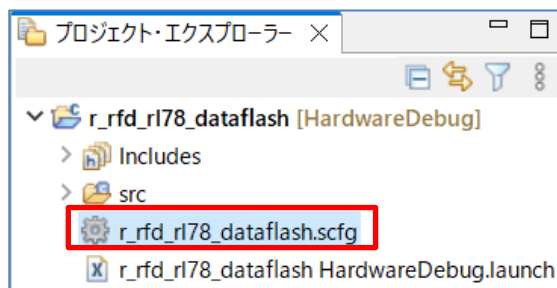 プロジェクト・エクスプローラー
r_rfd_rl78_dataflash [HardwareDebug]
Includes
src
r_rfd_rl78_dataflash.scfg
r_rfd_rl78_dataflash HardwareDebug.launch